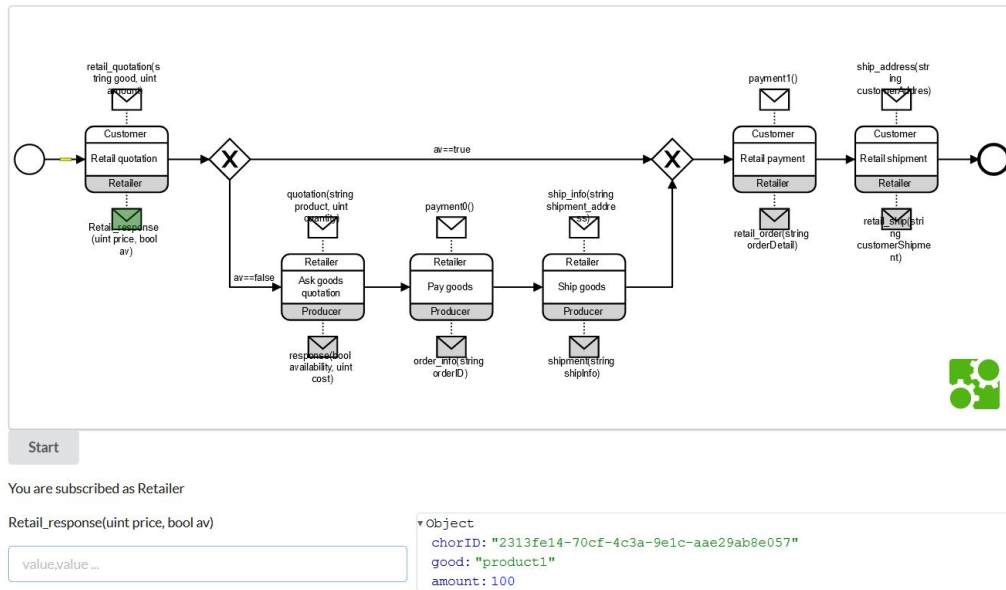 retail_quotation(s
tring good, uint
amount)
Customer
Retail quotation
Retailer
Retail_response
(uint price, bool
av)
X
av==true
av==false
quotation(string
product, uint
quantity)
Retailer
Ask goods
quotation
Producer
response(bool
availability, uint
cost)
payment0()
Retailer
Pay goods
Producer
order_info(string
orderID)
ship_info(string
shipment_addre
ss)
Retailer
Ship goods
Producer
shipment(string
shipInfo)
X
payment1()
Customer
Retail payment
Retailer
retail_order(string
orderDetail)
ship_address(str
ing
customerAddres)
Customer
Retail shipment
Retailer
retail_ship(stri
ng
customerShipme
nt)
Start
You are subscribed as Retailer
Retail_response(uint price, bool av)
value,value ...
▾Object
chorID: "2313fe14-70cf-4c3a-9e1c-aae29ab8e057"
good: "product1"
amount: 100